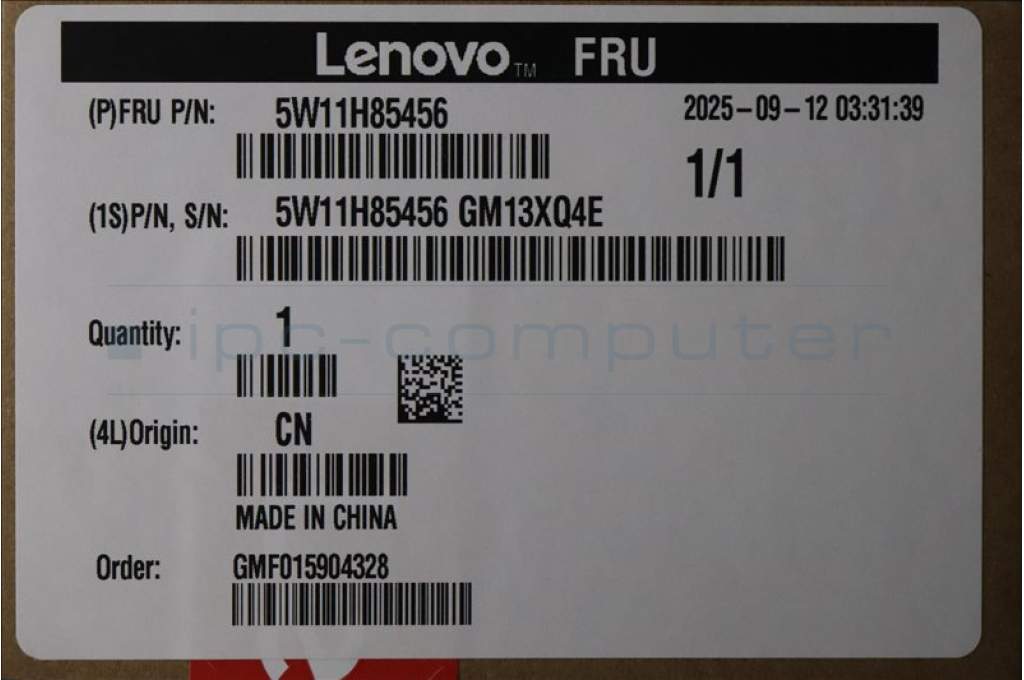 Lenovo™ FRU
(P)FRU P/N: 5W11H85456 2025-09-12 03:31:39
1/1
(1S)P/N, S/N: 5W11H85456 GM13XQ4E
Quantity: 1
ipc-computer
(4L)Origin: CN
MADE IN CHINA
Order: GMF015904328